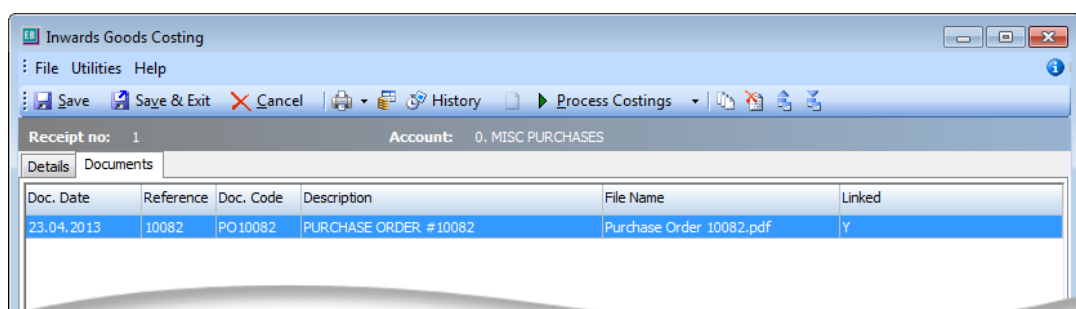 EB Inwards Goods Costing
File Utilities Help
Save Save & Exit Cancel History Process Costings
Receipt no: 1 Account: 0. MISC PURCHASES
Details Documents
Doc. Date Reference Doc. Code Description File Name Linked
23.04.2013 10082 PO10082 PURCHASE ORDER #10082 Purchase Order 10082.pdf Y